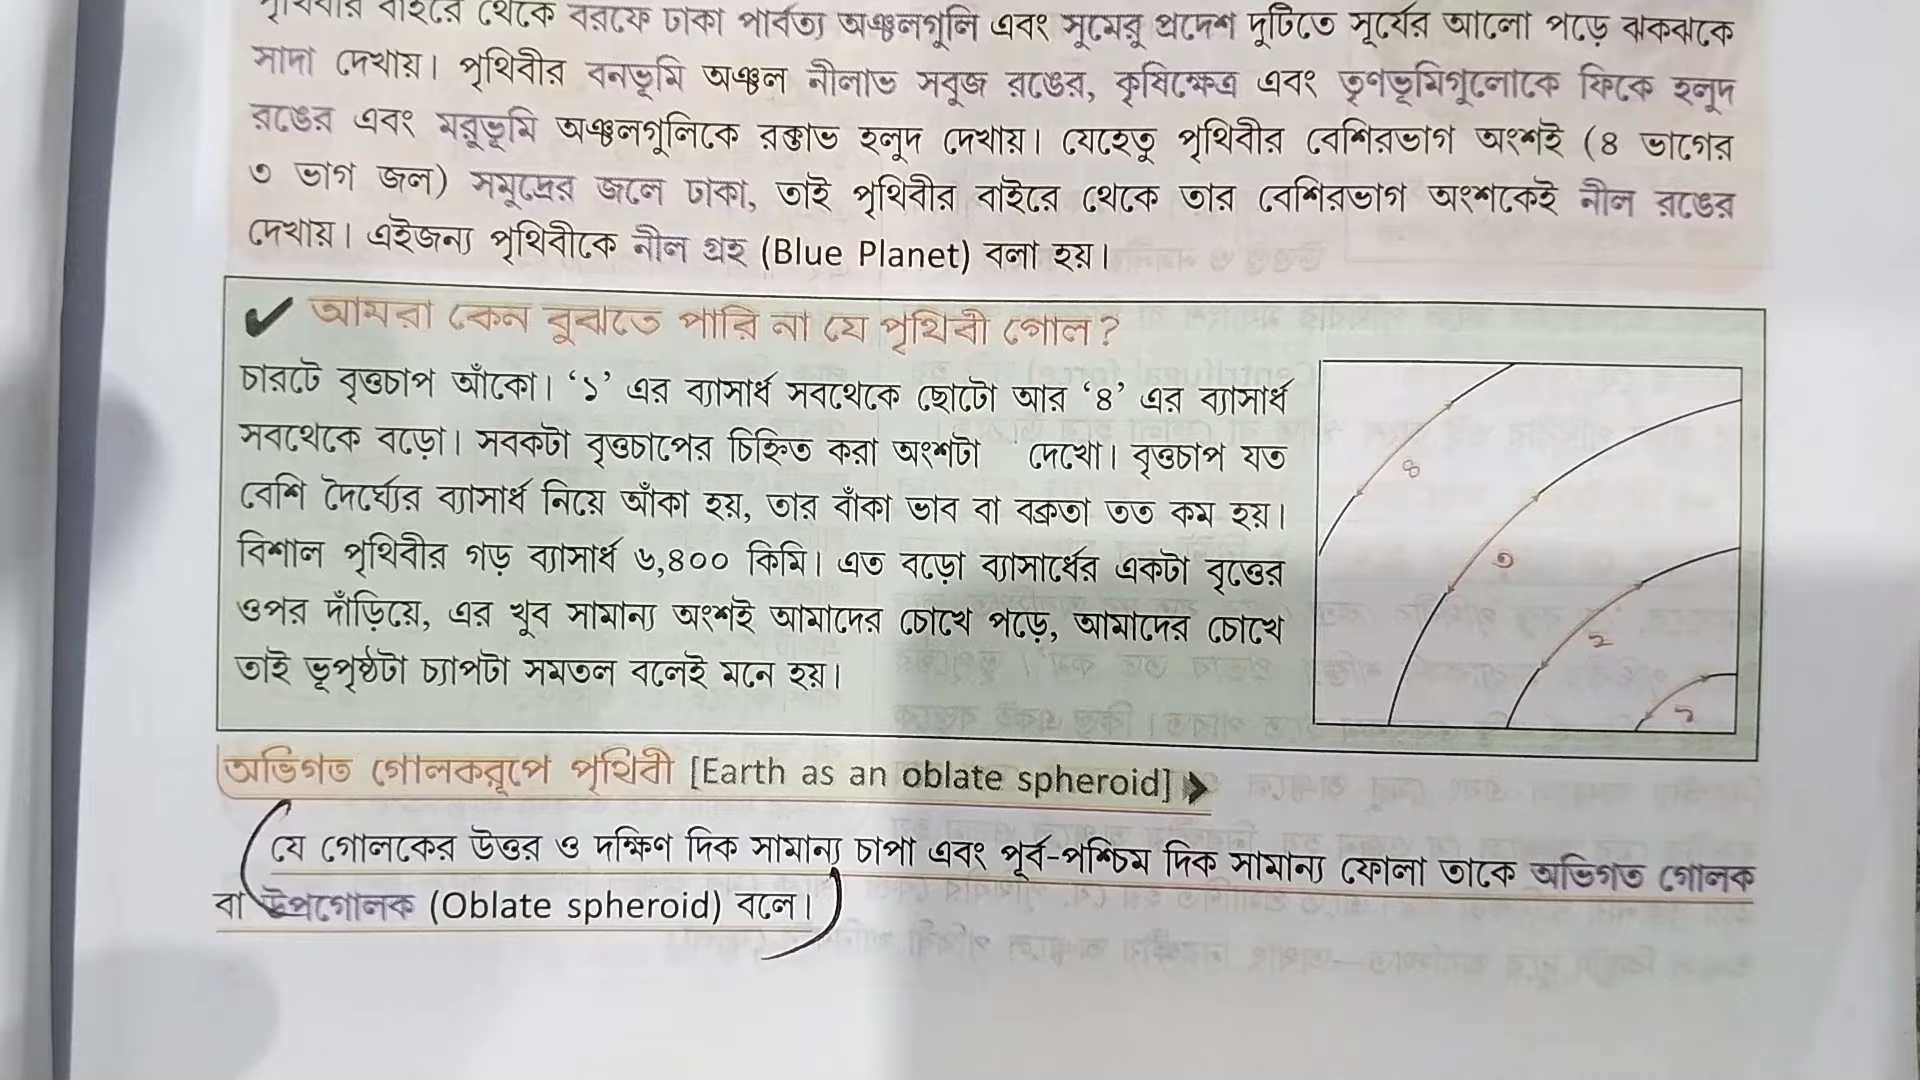 পৃথিবীর বাইরে থেকে বরফে ঢাকা পার্বত্য অঞ্চলগুলি এবং সুমেরু প্রদেশ দুটিতে সূর্যের আলো পড়ে ঝকঝকে
সাদা দেখায়। পৃথিবীর বনভূমি অঞ্চল নীলাভ সবুজ রঙের, কৃষিক্ষেত্র এবং তৃণভূমিগুলোকে ফিকে হলুদ
রঙের এবং মরুভূমি অঞ্চলগুলিকে রক্তাভ হলুদ দেখায়। যেহেতু পৃথিবীর বেশিরভাগ অংশই (৪ ভাগের
৩ ভাগ জল) সমুদ্রের জলে ঢাকা, তাই পৃথিবীর বাইরে থেকে তার বেশিরভাগ অংশকেই নীল রঙের
দেখায়। এইজন্য পৃথিবীকে নীল গ্রহ (Blue Planet) বলা হয়।
✔ আমরা কেন বুঝতে পারি না যে পৃথিবী গোল?
চারটে বৃত্তচাপ আঁকো। ‘১’ এর ব্যাসার্ধ সবথেকে ছোটো আর ‘৪’ এর ব্যাসার্ধ
সবথেকে বড়ো। সবকটা বৃত্তচাপের চিহ্নিত করা অংশটা দেখো। বৃত্তচাপ যত
বেশি দৈর্ঘ্যের ব্যাসার্ধ নিয়ে আঁকা হয়, তার বাঁকা ভাব বা বক্রতা তত কম হয়।
বিশাল পৃথিবীর গড় ব্যাসার্ধ ৬,৪০০ কিমি। এত বড়ো ব্যাসার্ধের একটা বৃত্তের
ওপর দাঁড়িয়ে, এর খুব সামান্য অংশই আমাদের চোখে পড়ে, আমাদের চোখে
তাই ভূপৃষ্ঠটা চ্যাপটা সমতল বলেই মনে হয়।
৪
৩
২
১
অভিগত গোলকরূপে পৃথিবী [Earth as an oblate spheroid]
যে গোলকের উত্তর ও দক্ষিণ দিক সামান্য চাপা এবং পূর্ব-পশ্চিম দিক সামান্য ফোলা তাকে অভিগত গোলক
বা উপগোলক (Oblate spheroid) বলে।